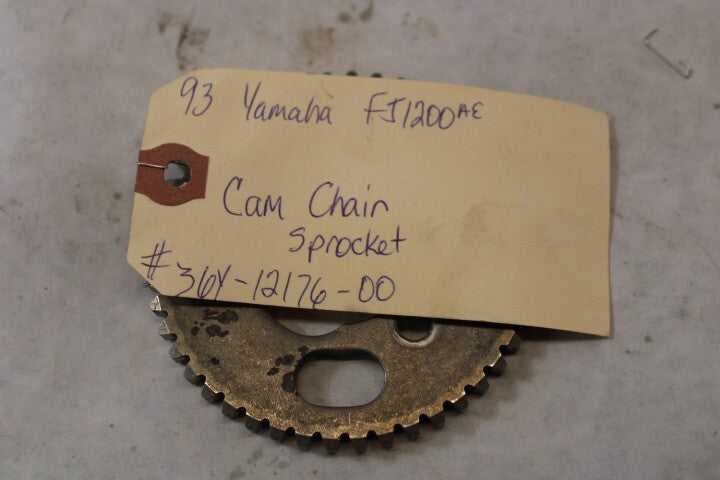 93 Yamaha FJ1200AE
Cam Chain
Sprocket
#36Y-12176-00